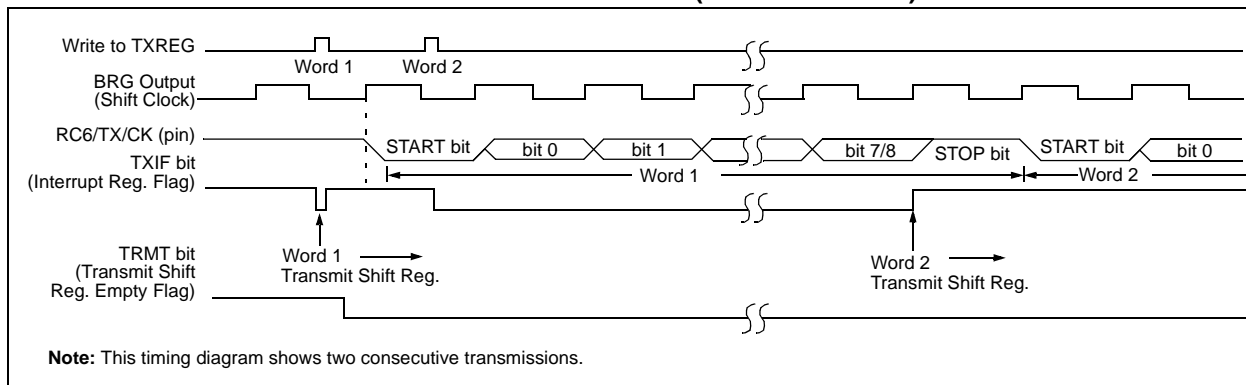 Write to TXREG
Word 1
Word 2
BRG Output
(Shift Clock)
RC6/TX/CK (pin)
START bit
bit 0
bit 1
bit 7/8
STOP bit
START bit
bit 0
TXIF bit
(Interrupt Reg. Flag)
Word 1
Word 2
TRMT bit
(Transmit Shift
Reg. Empty Flag)
Word 1
Transmit Shift Reg.
Word 2
Transmit Shift Reg.
Note: This timing diagram shows two consecutive transmissions.